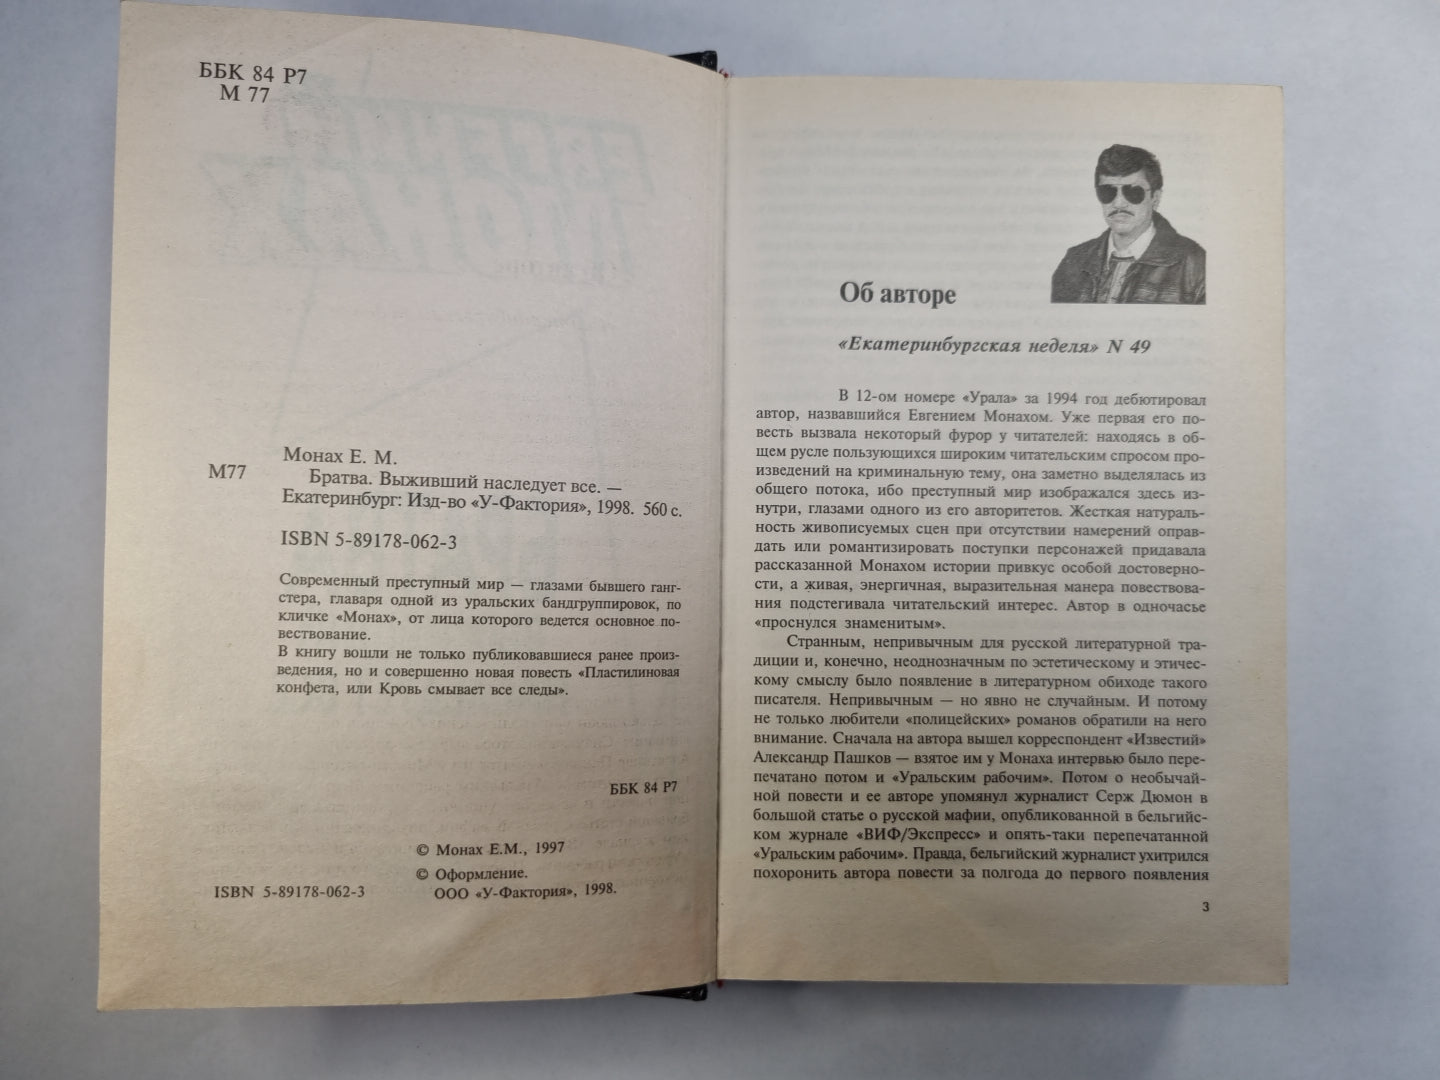 ББК 84 Р7
М 77
Монах Е. М.
М77
Братва. Выживший наследует все. —
Екатеринбург: Изд-во «У-Фактория», 1998. 560 с.
ISBN 5-89178-062-3
Современный преступный мир — глазами бывшего ганг-
стера, главаря одной из уральских бандгруппировок, по
кличке «Монах», от лица которого ведется основное по-
вествование.
В книгу вошли не только публиковавшиеся ранее произ-
ведения, но и совершенно новая повесть «Пластилиновая
конфета, или Кровь смывает все следы».
ББК 84 Р7
© Монах Е.М., 1997
© Оформление.
ООО «У-Фактория», 1998.
ISBN 5-89178-062-3
Об авторе
«Екатеринбургская неделя» N 49
В 12-ом номере «Урала» за 1994 год дебютировал
автор, назвавшийся Евгением Монахом. Уже первая его по-
весть вызвала некоторый фурор у читателей: находясь в об-
щем русле пользующихся широким читательским спросом про-
изведений на криминальную тему, она заметно выделялась из
общего потока, ибо преступный мир изображался здесь из-
нутри, глазами одного из его авторитетов. Жесткая натураль-
ность живописуемых сцен при отсутствии намерений оправ-
дать или романтизировать поступки персонажей придавала
рассказанной Монахом истории привкус особой достоверно-
сти, а живая, энергичная, выразительная манера повествова-
ния подстегивала читательский интерес. Автор в одночасье
«проснулся знаменитым».
Странным, непривычным для русской литературной тра-
диции и, конечно, неоднозначным по эстетическому и этичес-
кому смыслу было появление в литературном обиходе такого
писателя. Непривычным — но явно не случайным. И потому
не только любители «полицейских» романов обратили на него
внимание. Сначала на автора вышел корреспондент «Известий»
Александр Пашков — взятое им у Монаха интервью было пере-
печатано потом и «Уральским рабочим». Потом о необычай-
ной повести и ее авторе упомянул журналист Серж Дюмон в
большой статье о русской мафии, опубликованной в бельгийс-
ком журнале «ВИФ/Экспресс» и опять-таки перепечатанной
«Уральским рабочим». Правда, бельгийский журналист ухитрился
похоронить автора повести за полгода до первого появления
3